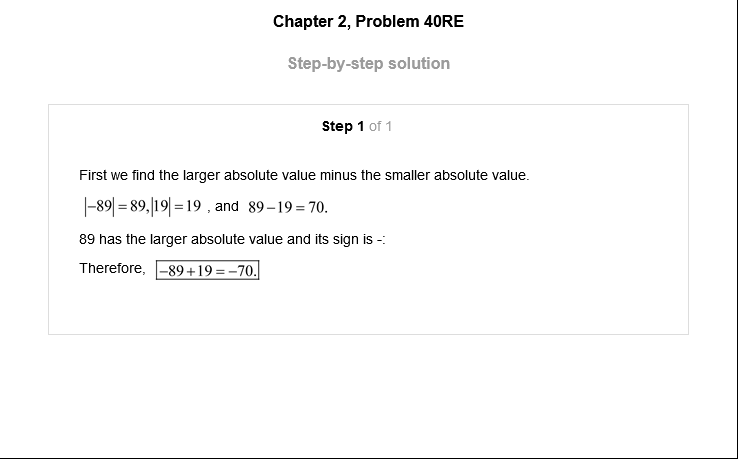 Chapter 2, Problem 40RE
Step-by-step solution
Step 1 of 1
First we find the larger absolute value minus the smaller absolute value.
|−89| = 89, |19| = 19 , and 89 − 19 = 70.
89 has the larger absolute value and its sign is -:
Therefore, −89 + 19 = −70.